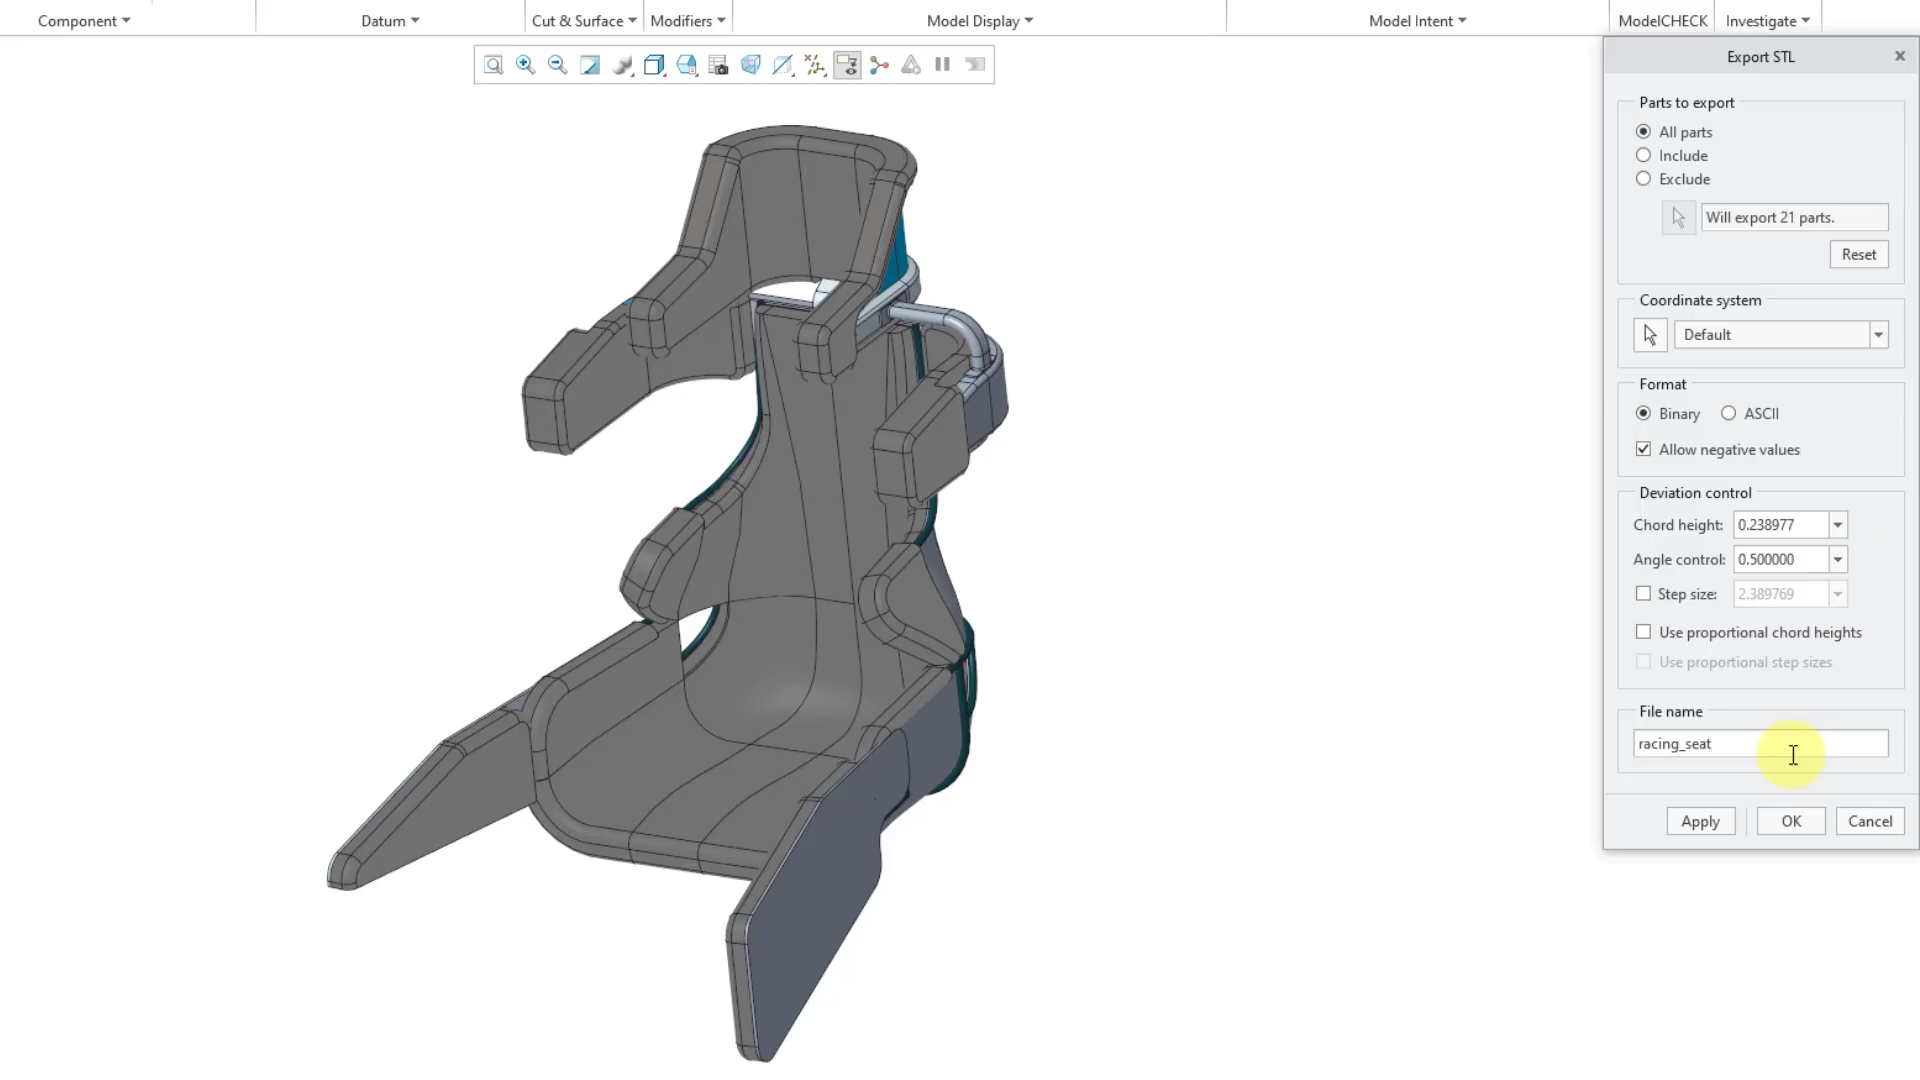 Component
Datum
Cut & Surface
Modifiers
Model Display
Model Intent
ModelCHECK
Investigate
Export STL
Parts to export
All parts
Include
Exclude
Will export 21 parts.
Reset
Coordinate system
Default
Format
Binary
ASCII
Allow negative values
Deviation control
Chord height: 0.238977
Angle control: 0.500000
Step size: 2.389769
Use proportional chord heights
Use proportional step sizes
File name
racing_seat
Apply
OK
Cancel